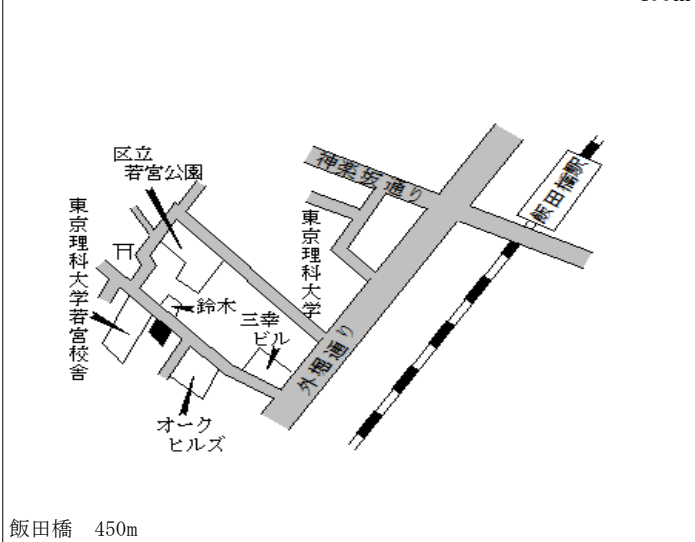 区立
若宮公園
神楽坂通り
飯田橋駅
東京理科大学
東京理科大学若宮校舎
鈴木
三幸
ビル
外堀通り
オーク
ヒルズ
飯田橋　450m